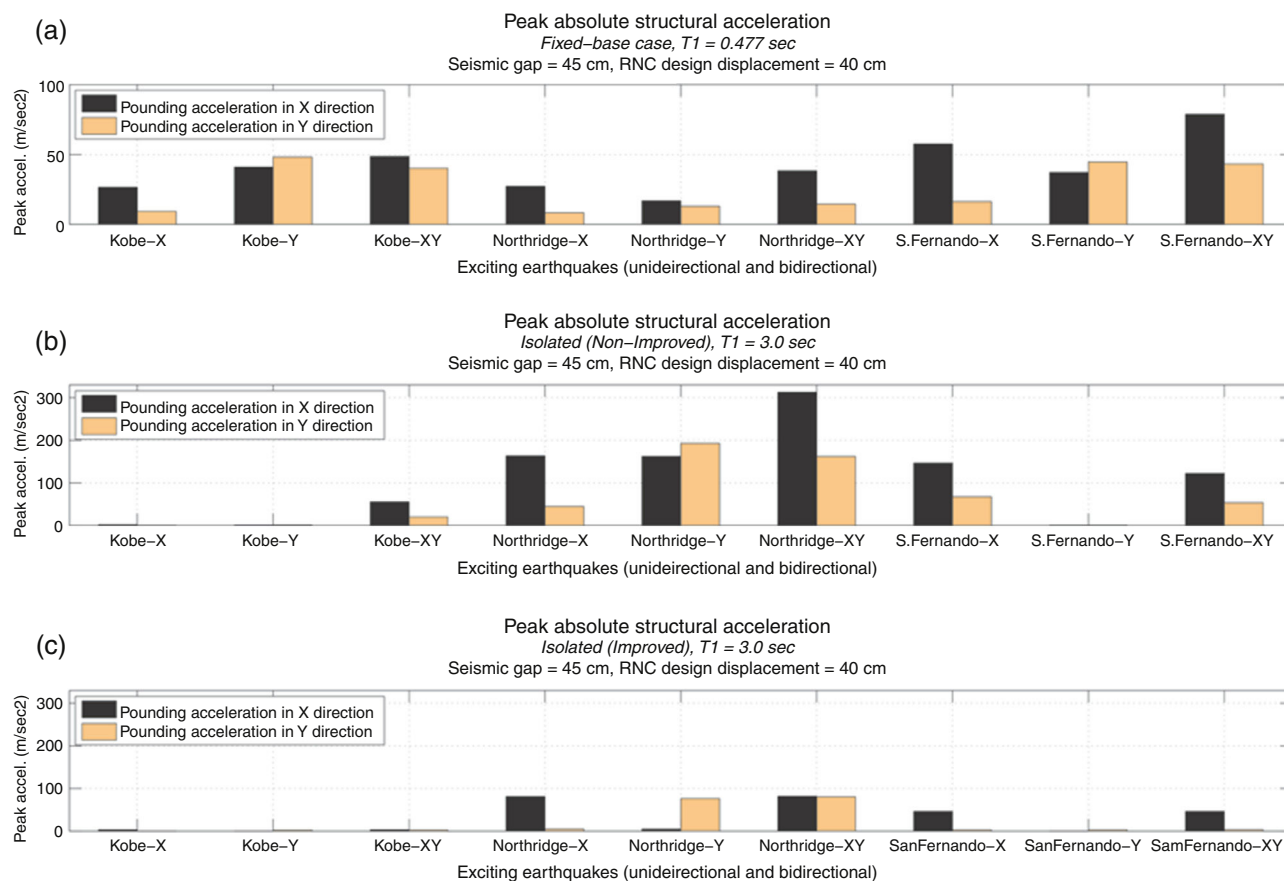 (a)
Peak absolute structural acceleration
Fixed−base case, T1 = 0.477 sec
Seismic gap = 45 cm, RNC design displacement = 40 cm
Peak accel. (m/sec2)
100
50
0
Pounding acceleration in X direction
Pounding acceleration in Y direction
Kobe−X Kobe−Y Kobe−XY Northridge−X Northridge−Y Northridge−XY S.Fernando−X S.Fernando−Y S.Fernando−XY
Exciting earthquakes (unideirectional and bidirectional)
(b)
Peak absolute structural acceleration
Isolated (Non−Improved), T1 = 3.0 sec
Seismic gap = 45 cm, RNC design displacement = 40 cm
Peak accel. (m/sec2)
300
200
100
0
Pounding acceleration in X direction
Pounding acceleration in Y direction
Kobe−X Kobe−Y Kobe−XY Northridge−X Northridge−Y Northridge−XY S.Fernando−X S.Fernando−Y S.Fernando−XY
Exciting earthquakes (unideirectional and bidirectional)
(c)
Peak absolute structural acceleration
Isolated (Improved), T1 = 3.0 sec
Seismic gap = 45 cm, RNC design displacement = 40 cm
Peak accel. (m/sec2)
300
200
100
0
Pounding acceleration in X direction
Pounding acceleration in Y direction
Kobe−X Kobe−Y Kobe−XY Northridge−X Northridge−Y Northridge−XY SanFernando−X SanFernando−Y SamFernando−XY
Exciting earthquakes (unideirectional and bidirectional)